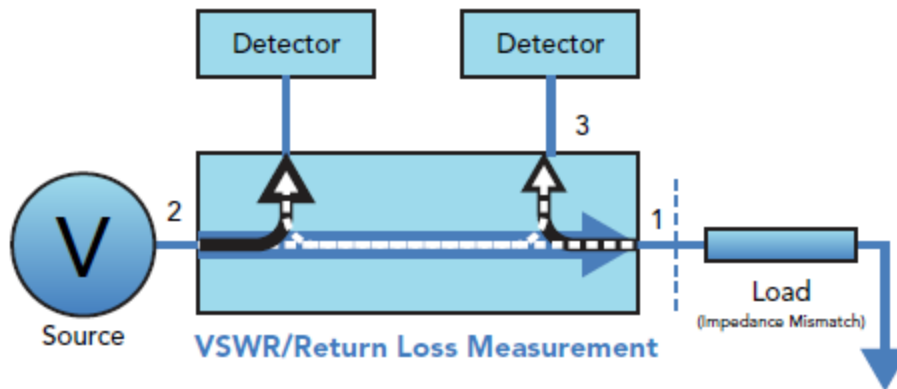 Detector
Detector
3
2
1
V
Source
Load
(Impedance Mismatch)
VSWR/Return Loss Measurement